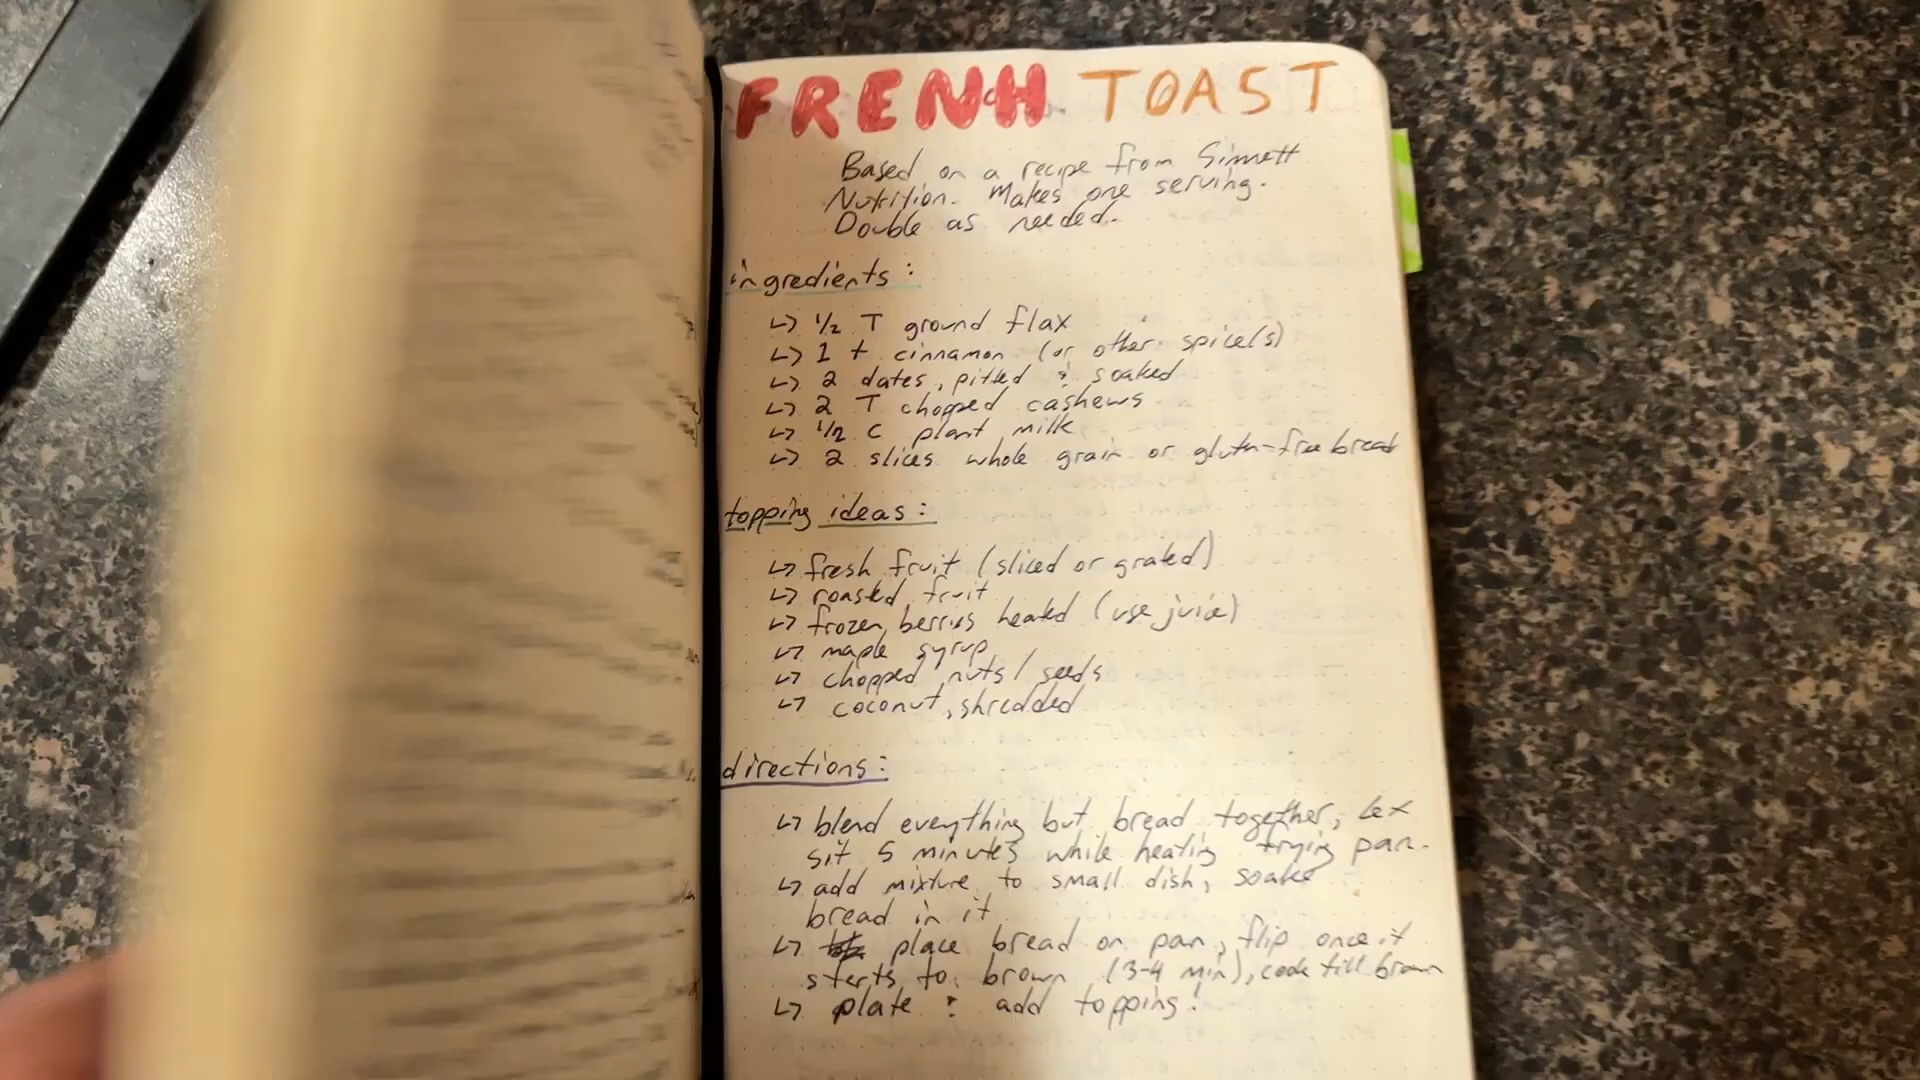 FRENcH TOAST
Based on a recipe from Simnett
Nutrition. Makes one serving.
Double as needed.
ingredients:
↳ 1/2 T ground flax
↳ 1 t cinnamon (or other spice(s)
↳ 2 dates, pitted & soaked
↳ 2 T chopped cashews
↳ 1/2 C plant milk
↳ 2 slices whole grain or gluten-free bread
topping ideas:
↳ fresh fruit (sliced or grated)
↳ roasted fruit
↳ frozen berries heated (use juice)
↳ maple syrup
↳ chopped nuts/seeds
↳ coconut, shredded
directions:
↳ blend everything but bread together, let
sit 5 minutes while heating frying pan.
↳ add mixture to small dish, soake
bread in it
↳ place bread on pan, flip once it
starts to brown (3-4 min), cook till brown
↳ plate & add topping!